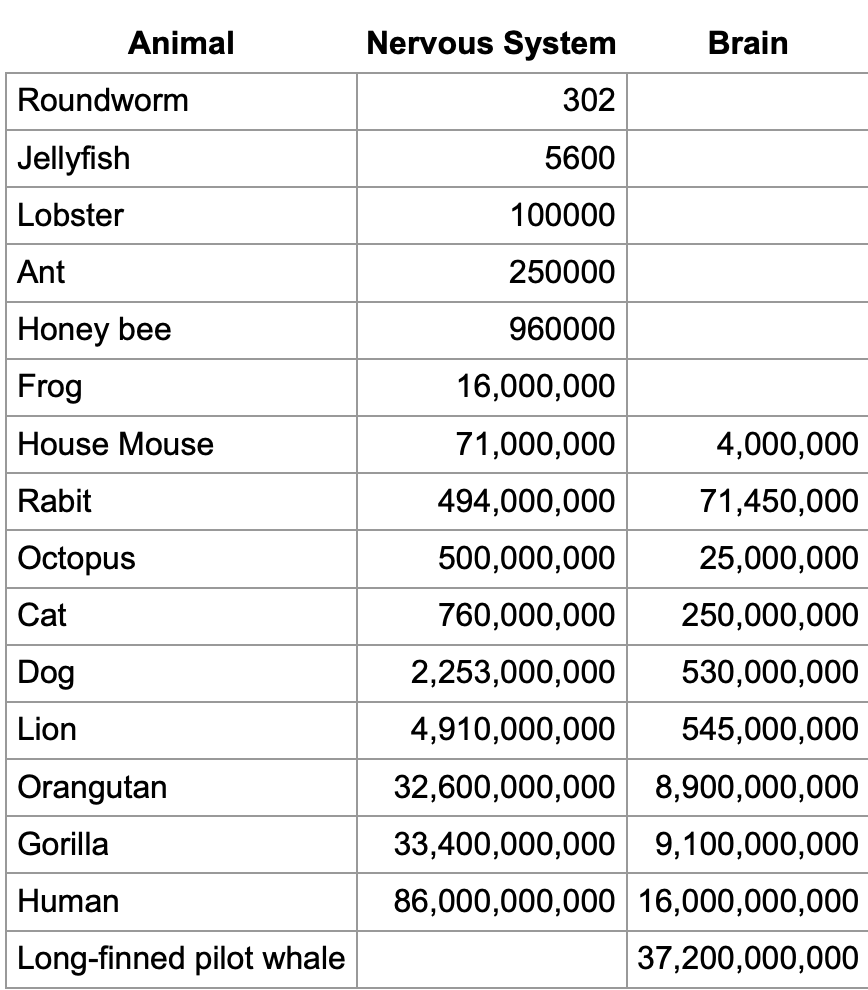 Animal Nervous System Brain
Roundworm 302
Jellyfish 5600
Lobster 100000
Ant 250000
Honey bee 960000
Frog 16,000,000
House Mouse 71,000,000 4,000,000
Rabit 494,000,000 71,450,000
Octopus 500,000,000 25,000,000
Cat 760,000,000 250,000,000
Dog 2,253,000,000 530,000,000
Lion 4,910,000,000 545,000,000
Orangutan 32,600,000,000 8,900,000,000
Gorilla 33,400,000,000 9,100,000,000
Human 86,000,000,000 16,000,000,000
Long-finned pilot whale 37,200,000,000